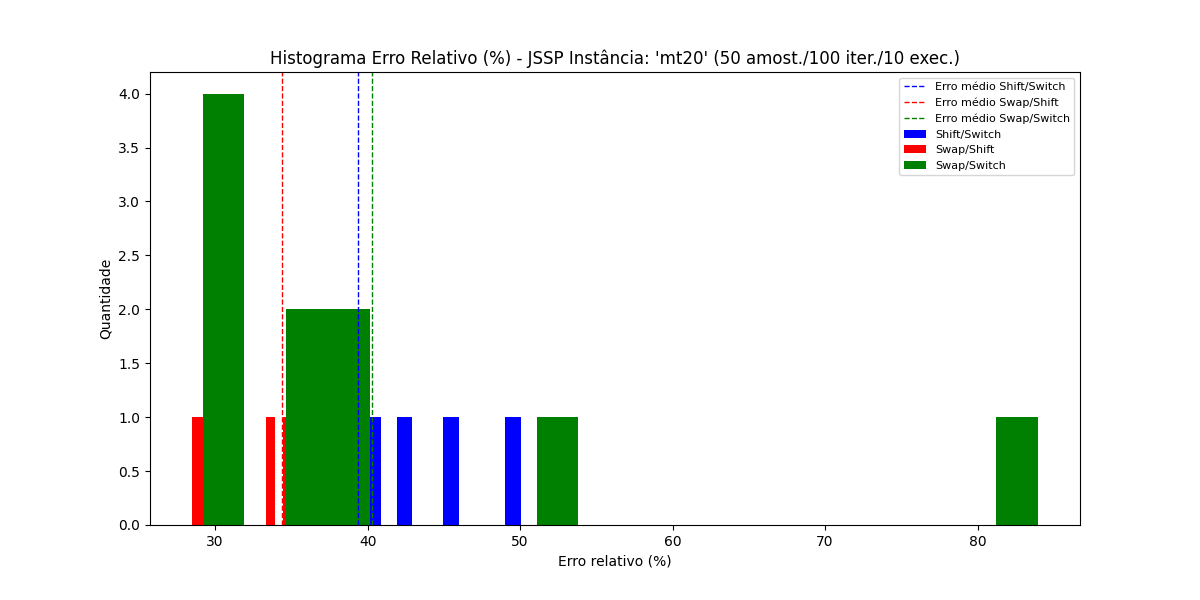 Histograma Erro Relativo (%) - JSSP Instância: 'mt20' (50 amost./100 iter./10 exec.)
Erro médio Shift/Switch
Erro médio Swap/Shift
Erro médio Swap/Switch
Shift/Switch
Swap/Shift
Swap/Switch
Quantidade
4.0
3.5
3.0
2.5
2.0
1.5
1.0
0.5
0.0
30 40 50 60 70 80
Erro relativo (%)